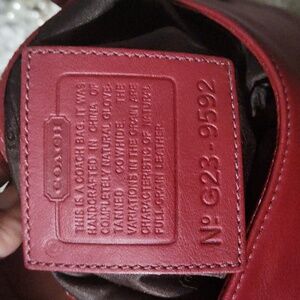 COACH
THIS IS A COACH BAG. IT WAS
HANDCRAFTED IN CHINA OF
COMPLETELY NATURAL GLOVE
TANNED COWHIDE. THE
VARIATIONS IN THE GRAIN ARE
CHARACTERISTIC OF NATURAL
FULL GRAIN LEATHER.
Nº G23-9592